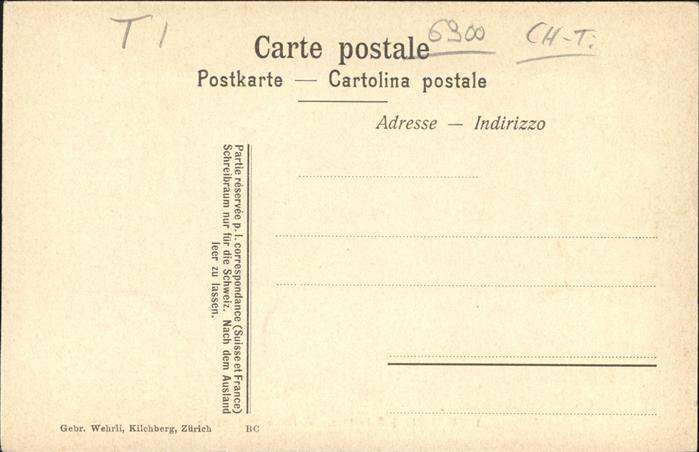 T I
6900
CH-T.
Carte postale
Postkarte — Cartolina postale
Adresse — Indirizzo
Partie réservée p. l. correspondance (Suisse et France)
Schreibraum nur für die Schweiz. Nach dem Ausland
leer zu lassen.
Gebr. Wehrli, Kilchberg, Zürich BC